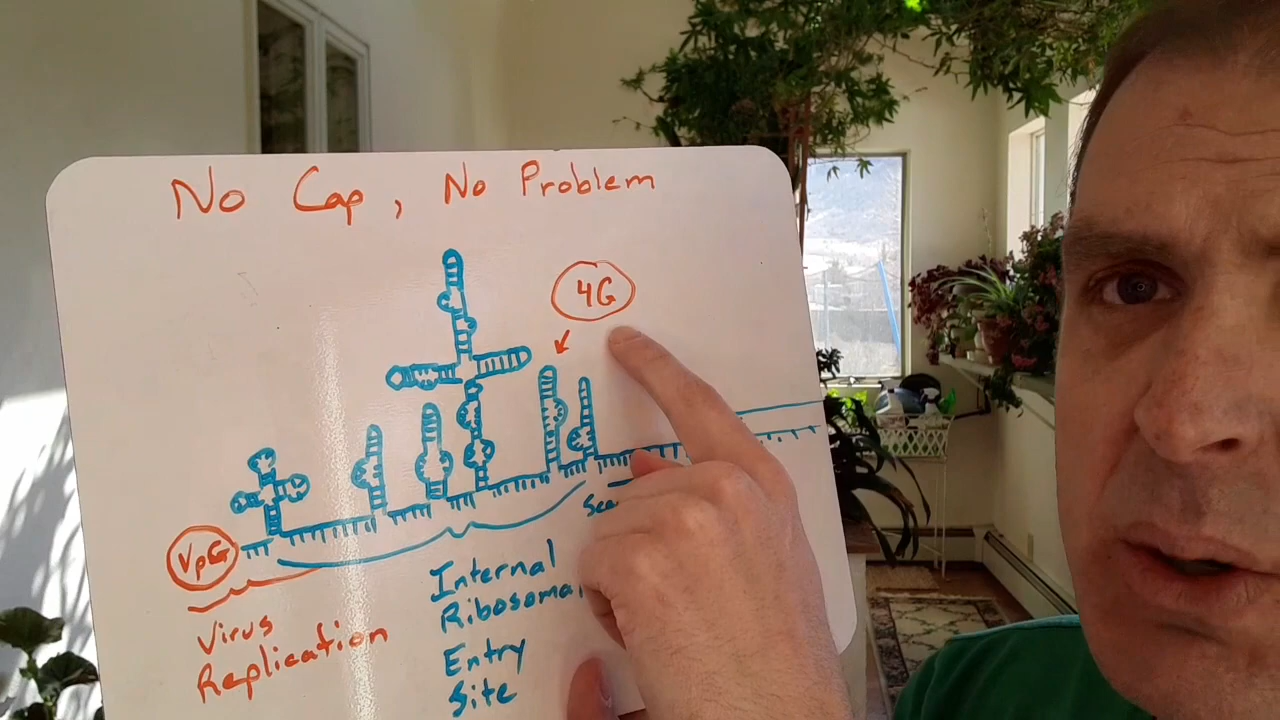 No Cap, No Problem
4G
VpG
Virus
Replication
Internal
Ribosomal
Entry
Site